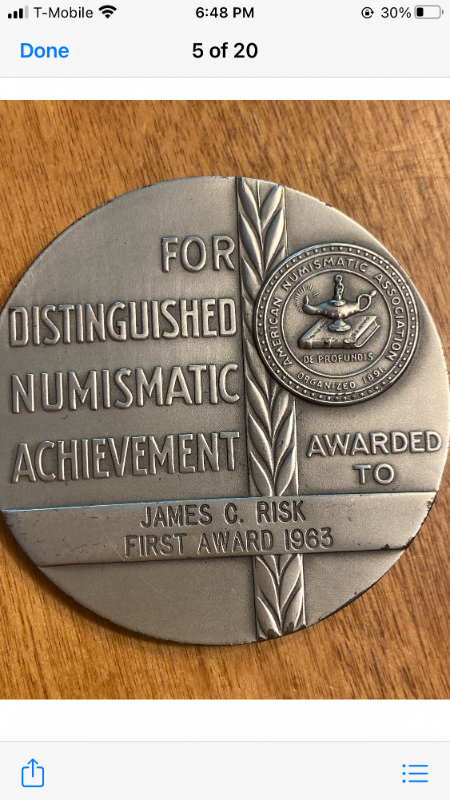 T-Mobile 6:48 PM 30%
Done 5 of 20
FOR
DISTINGUISHED
NUMISMATIC
ACHIEVEMENT
AMERICAN NUMISMATIC ASSOCIATION
DE PROFUNDIS
ORGANIZED 1891
AWARDED
TO
JAMES C. RISK
FIRST AWARD 1963